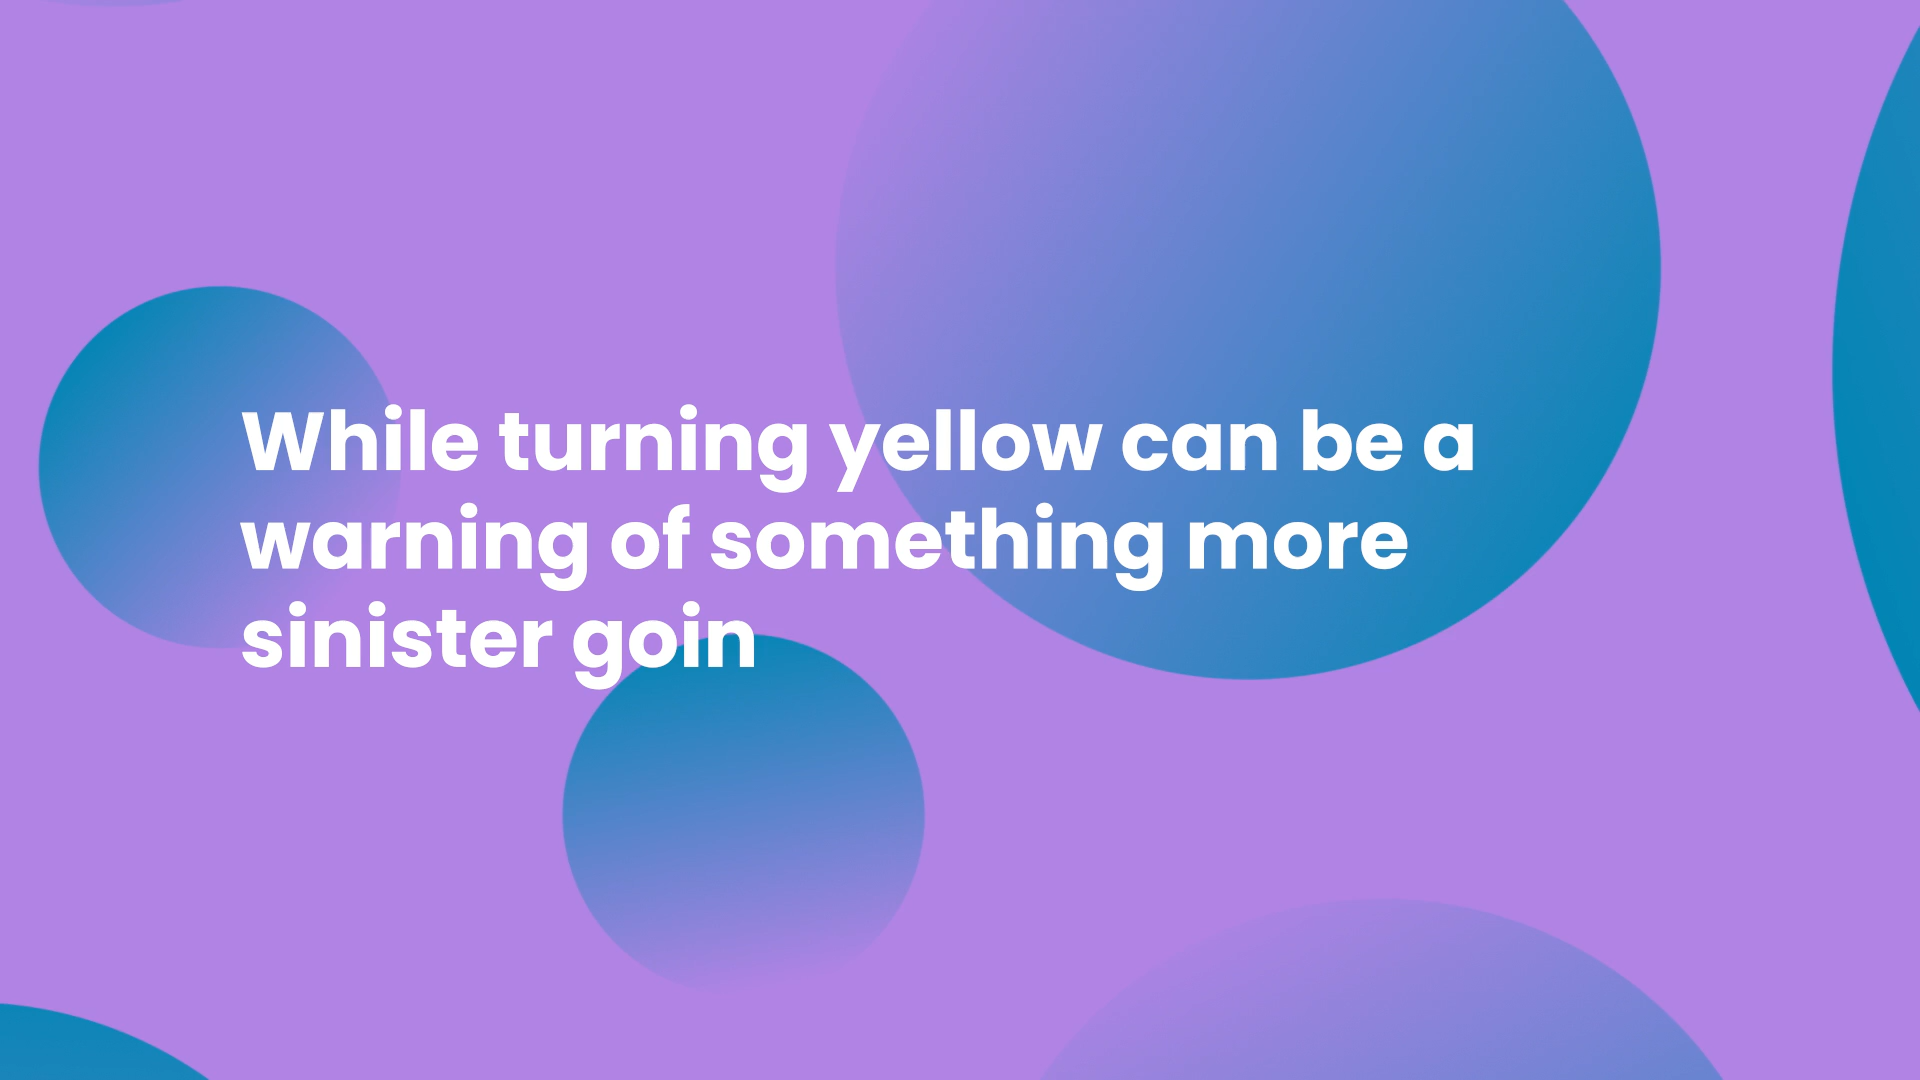 While turning yellow can be a
warning of something more
sinister goin